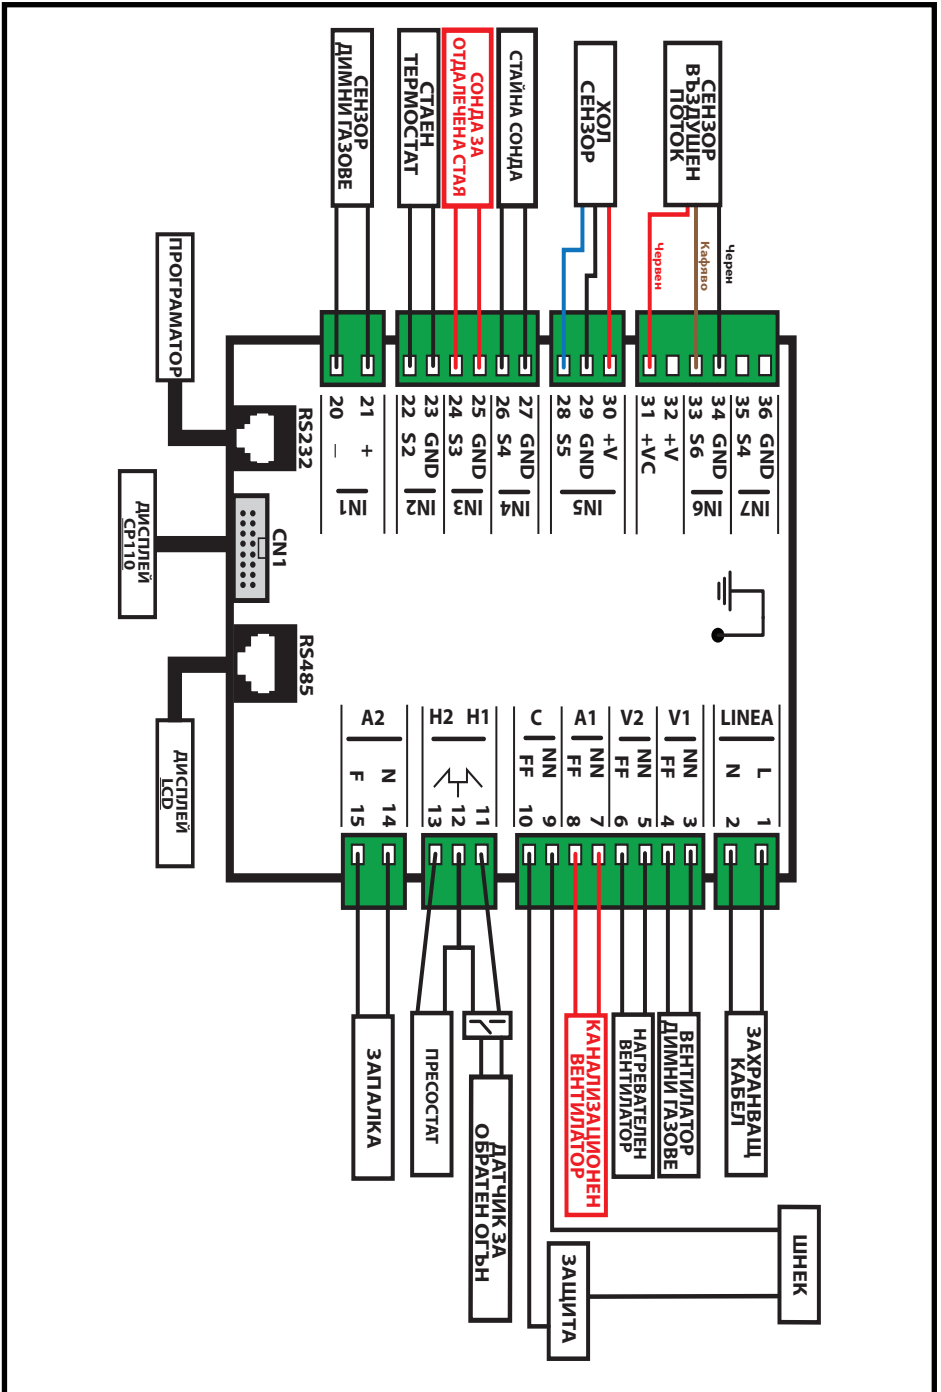 СЕНЗОР
ДИМНИ ГАЗОВЕ
СТАЕН
ТЕРМОСТАТ
СОНДА ЗА
ОТДАЛЕЧЕНА СТАЯ
СТАЙНА СОНДА
ХОЛ
СЕНЗОР
СЕНЗОР
ВЪЗДУШЕН
ПОТОК
Червен
Кафяво
Черен
ПРОГРАМАТОР
RS232
ДИСПЛЕЙ
CP110
CN1
ДИСПЛЕЙ
LCD
RS485
20 –
21 +
IN1
22 S2
23 GND
IN2
24 S3
25 GND
IN3
26 S4
27 GND
IN4
28 S5
29 GND
30 +V
IN5
31 +VC
32 +V
33 S6
34 GND
IN6
35 S4
36 GND
IN7
A2
F 15
N 14
H2 H1
13
12
11
C
FF 10
NN 9
A1
FF 8
NN 7
V2
FF 6
NN 5
V1
FF 4
NN 3
LINEA
N 2
L 1
ЗАПАЛКА
ПРЕСОСТАТ
ДАТЧИК ЗА
ОБРАТЕН ОГЪН
КАНАЛИЗАЦИОНЕН
ВЕНТИЛАТОР
НАГРЕВАТЕЛЕН
ВЕНТИЛАТОР
ВЕНТИЛАТОР
ДИМНИ ГАЗОВЕ
ЗАХРАНВАЩ
КАБЕЛ
ШНЕК
ЗАЩИТА